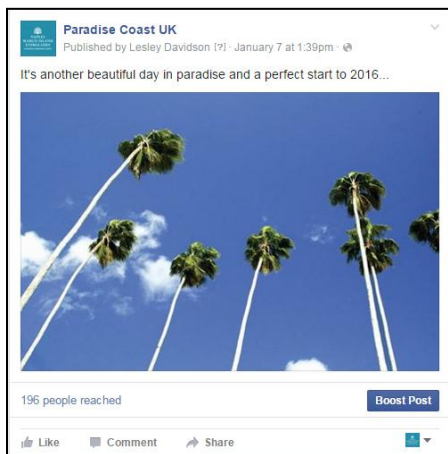 Paradise Coast UK
Published by Lesley Davidson [?] · January 7 at 1:39pm ·
It's another beautiful day in paradise and a perfect start to 2016...
196 people reached
Boost Post
Like Comment Share